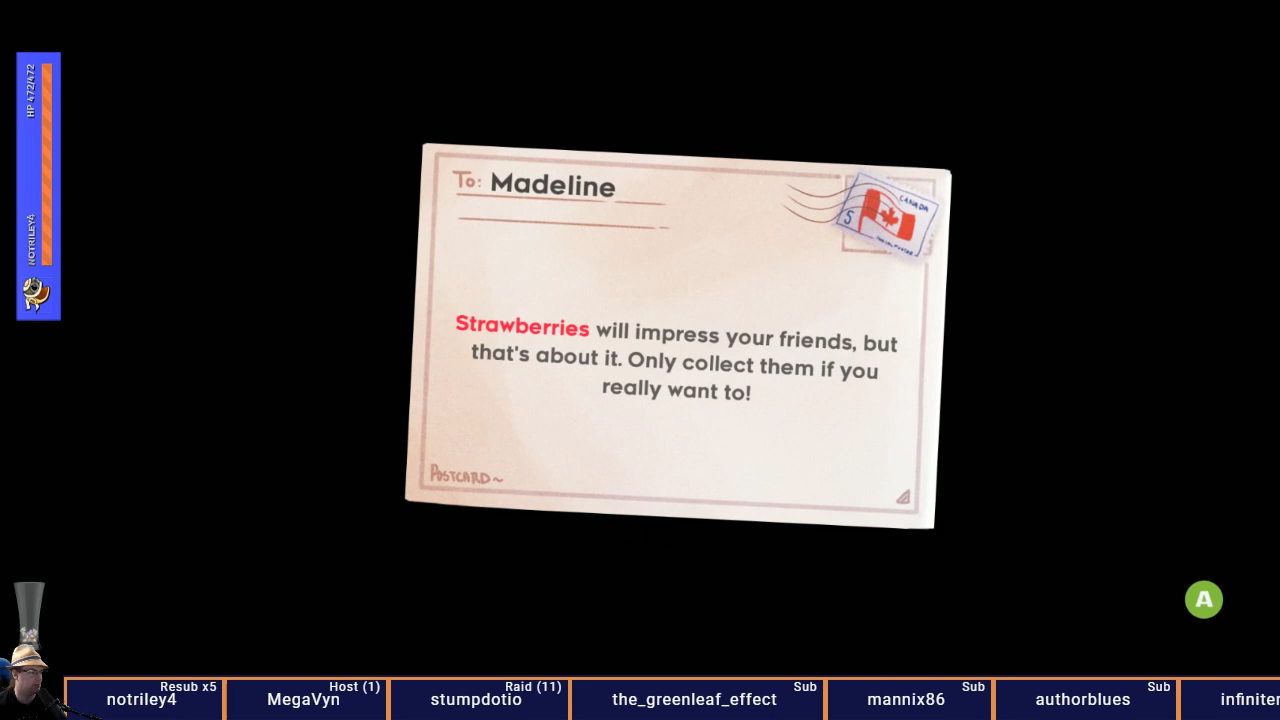 HP 472/472
NOTRILEY4
To: Madeline
CANADA
5
Strawberries will impress your friends, but
that's about it. Only collect them if you
really want to!
POSTCARD~
A
Resub x5
notriley4
Host (1)
MegaVyn
Raid (11)
stumpdotio
Sub
the_greenleaf_effect
Sub
mannix86
Sub
authorblues